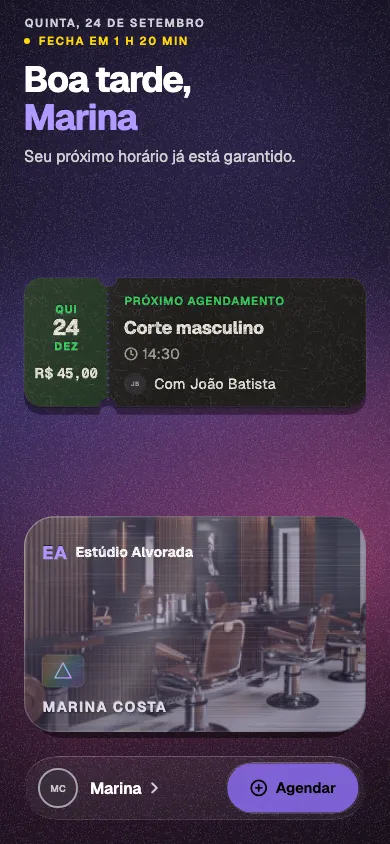 QUINTA, 24 DE SETEMBRO
FECHA EM 1 H 20 MIN
Boa tarde,
Marina
Seu próximo horário já está garantido.
QUI
24
DEZ
R$ 45,00
PRÓXIMO AGENDAMENTO
Corte masculino
14:30
JB Com João Batista
EA Estúdio Alvorada
MARINA COSTA
MC Marina
Agendar